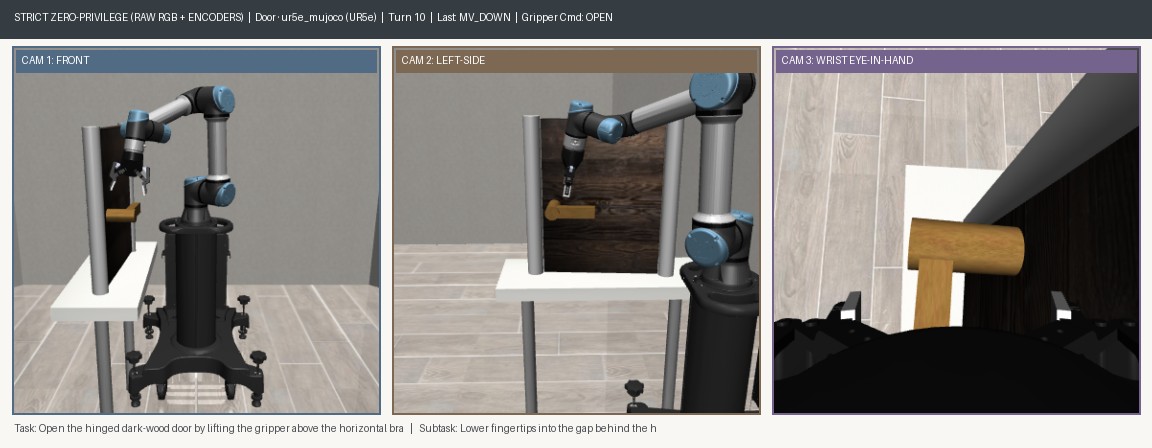 STRICT ZERO-PRIVILEGE (RAW RGB + ENCODERS) | Door · ur5e_mujoco (UR5e) | Turn 10 | Last MV_DOWN | Gripper Cmd: OPEN
CAM 1: FRONT
CAM 2: LEFT-SIDE
CAM 3: WRIST EYE-IN-HAND
Task: Open the hinged dark-wood door by lifting the gripper above the horizontal bra | Subtask: Lower fingertips into the gap behind the h